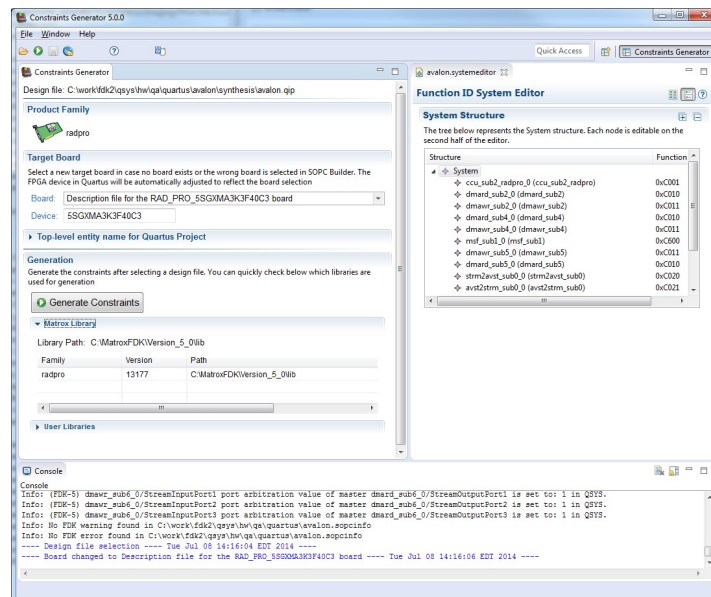 Constraints Generator 5.0.0
File Window Help
Quick Access
Constraints Generator
Constraints Generator
Design file: C:\work\fdk2\qsys\hw\qa\quartus\avalon\synthesis\avalon.qip
Product Family
radpro
Target Board
Select a new target board in case no board exists or the wrong board is selected in SOPC Builder. The
FPGA device in Quartus will be automatically adjusted to reflect the board selection
Board: Description file for the RAD_PRO_5SGXMA3K3F40C3 board
Device: 5SGXMA3K3F40C3
Top-level entity name for Quartus Project
Generation
Generate the constraints after selecting a design file. You can quickly check below which libraries are
used for generation
Generate Constraints
Matrox Library
Library Path: C:\MatroxFDK\Version_5_0\lib
Family Version Path
radpro 13177 C:\MatroxFDK\Version_5_0\lib
User Libraries
avalon.systemeditor
Function ID System Editor
System Structure
The tree below represents the System structure. Each node is editable on the
second half of the editor.
Structure Function
System
ccu_sub2_radpro_0 (ccu_sub2_radpro) 0xC001
dmard_sub2_0 (dmard_sub2) 0xC010
dmawr_sub2_0 (dmawr_sub2) 0xC011
dmard_sub4_0 (dmard_sub4) 0xC010
dmawr_sub4_0 (dmawr_sub4) 0xC011
msf_sub1_0 (msf_sub1) 0xC600
dmawr_sub5_0 (dmawr_sub5) 0xC011
dmard_sub5_0 (dmard_sub5) 0xC010
strm2avst_sub0_0 (strm2avst_sub0) 0xC020
avst2strm_sub0_0 (avst2strm_sub0) 0xC021
Console
Console
Info: (FDK-5) dmawr_sub6_0/StreamInputPort1 port arbitration value of master dmard_sub6_0/StreamOutputPort1 is set to: 1 in QSYS.
Info: (FDK-5) dmawr_sub6_0/StreamInputPort2 port arbitration value of master dmard_sub6_0/StreamOutputPort2 is set to: 1 in QSYS.
Info: (FDK-5) dmawr_sub6_0/StreamInputPort3 port arbitration value of master dmard_sub6_0/StreamOutputPort3 is set to: 1 in QSYS.
Info: No FDK warning found in C:\work\fdk2\qsys\hw\qa\quartus\avalon.sopcinfo
Info: No FDK error found in C:\work\fdk2\qsys\hw\qa\quartus\avalon.sopcinfo
---- Design file selection ---- Tue Jul 08 14:16:04 EDT 2014 ----
---- Board changed to Description file for the RAD_PRO_5SGXMA3K3F40C3 board ---- Tue Jul 08 14:16:06 EDT 2014 ----